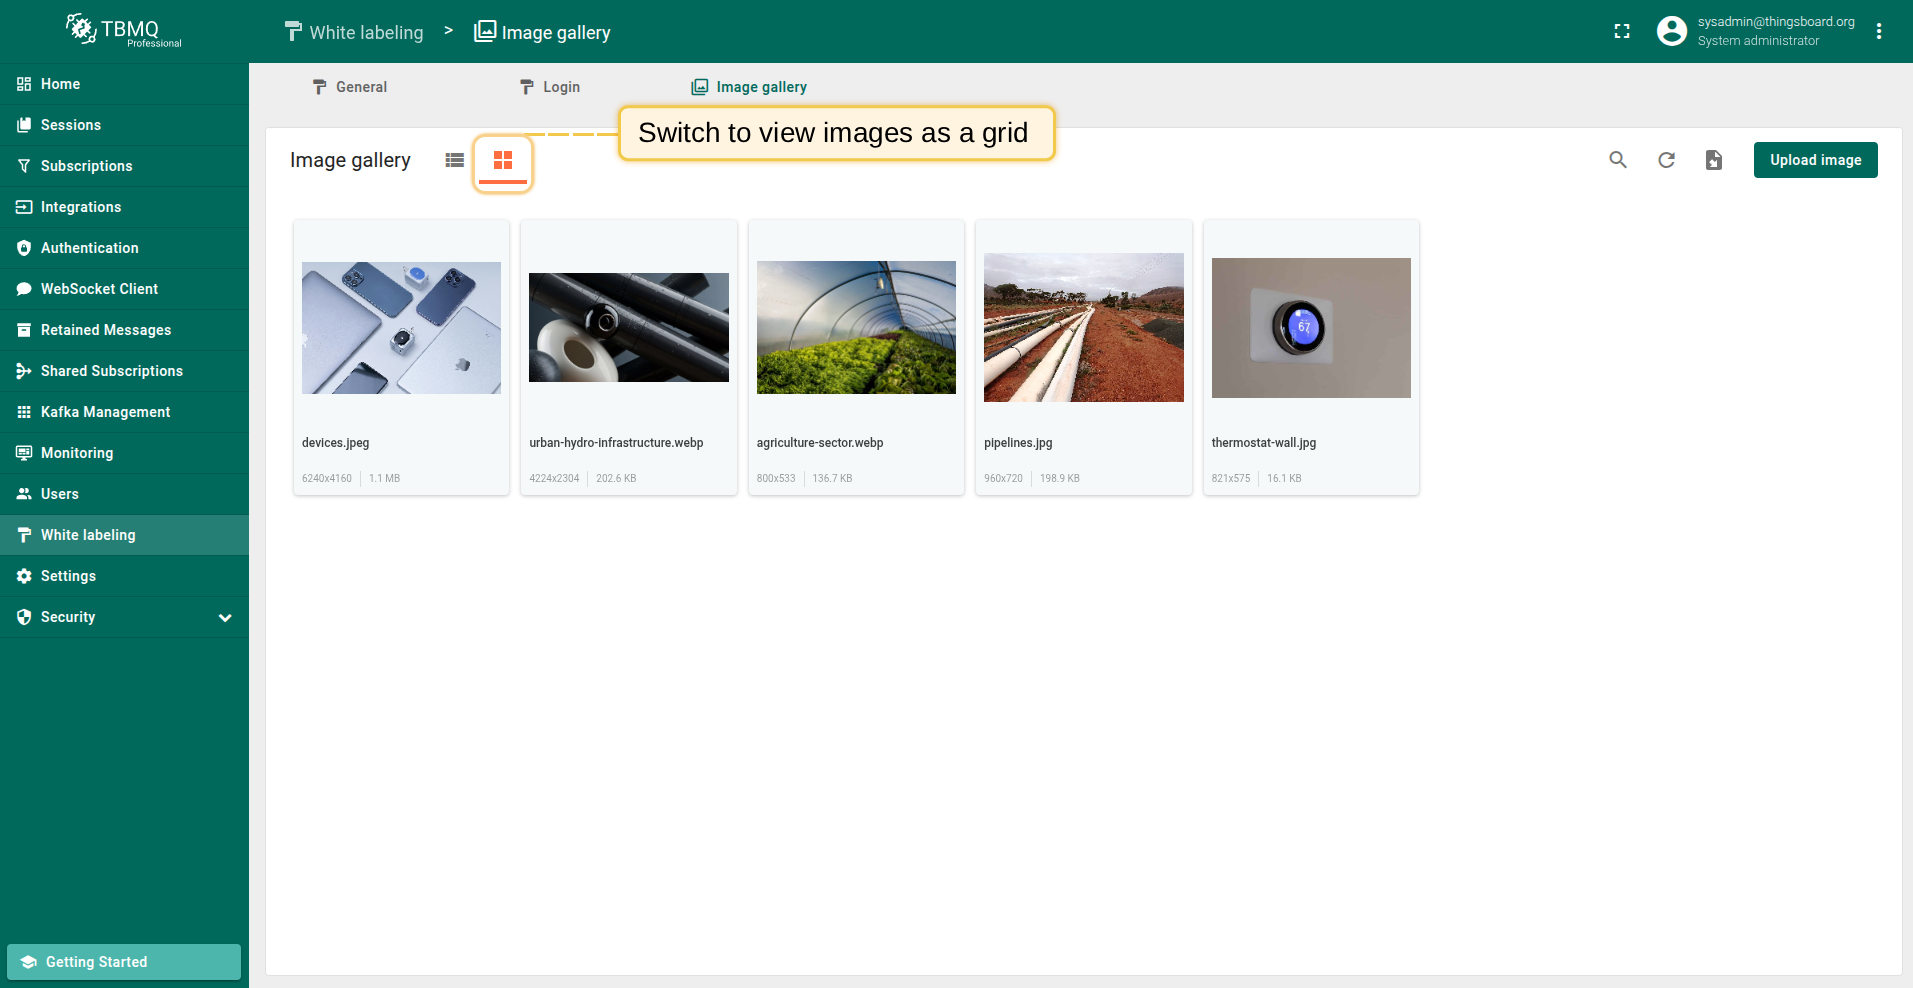 TBMQ
Professional
White labeling > Image gallery
sysadmin@thingsboard.org
System administrator
Home
Sessions
Subscriptions
Integrations
Authentication
WebSocket Client
Retained Messages
Shared Subscriptions
Kafka Management
Monitoring
Users
White labeling
Settings
Security
Getting Started
General
Login
Image gallery
Switch to view images as a grid
Image gallery
Upload image
67
devices.jpeg
6240x4160 1.1 MB
urban-hydro-infrastructure.webp
4224x2304 202.6 KB
agriculture-sector.webp
800x533 136.7 KB
pipelines.jpg
960x720 198.9 KB
thermostat-wall.jpg
821x575 16.1 KB